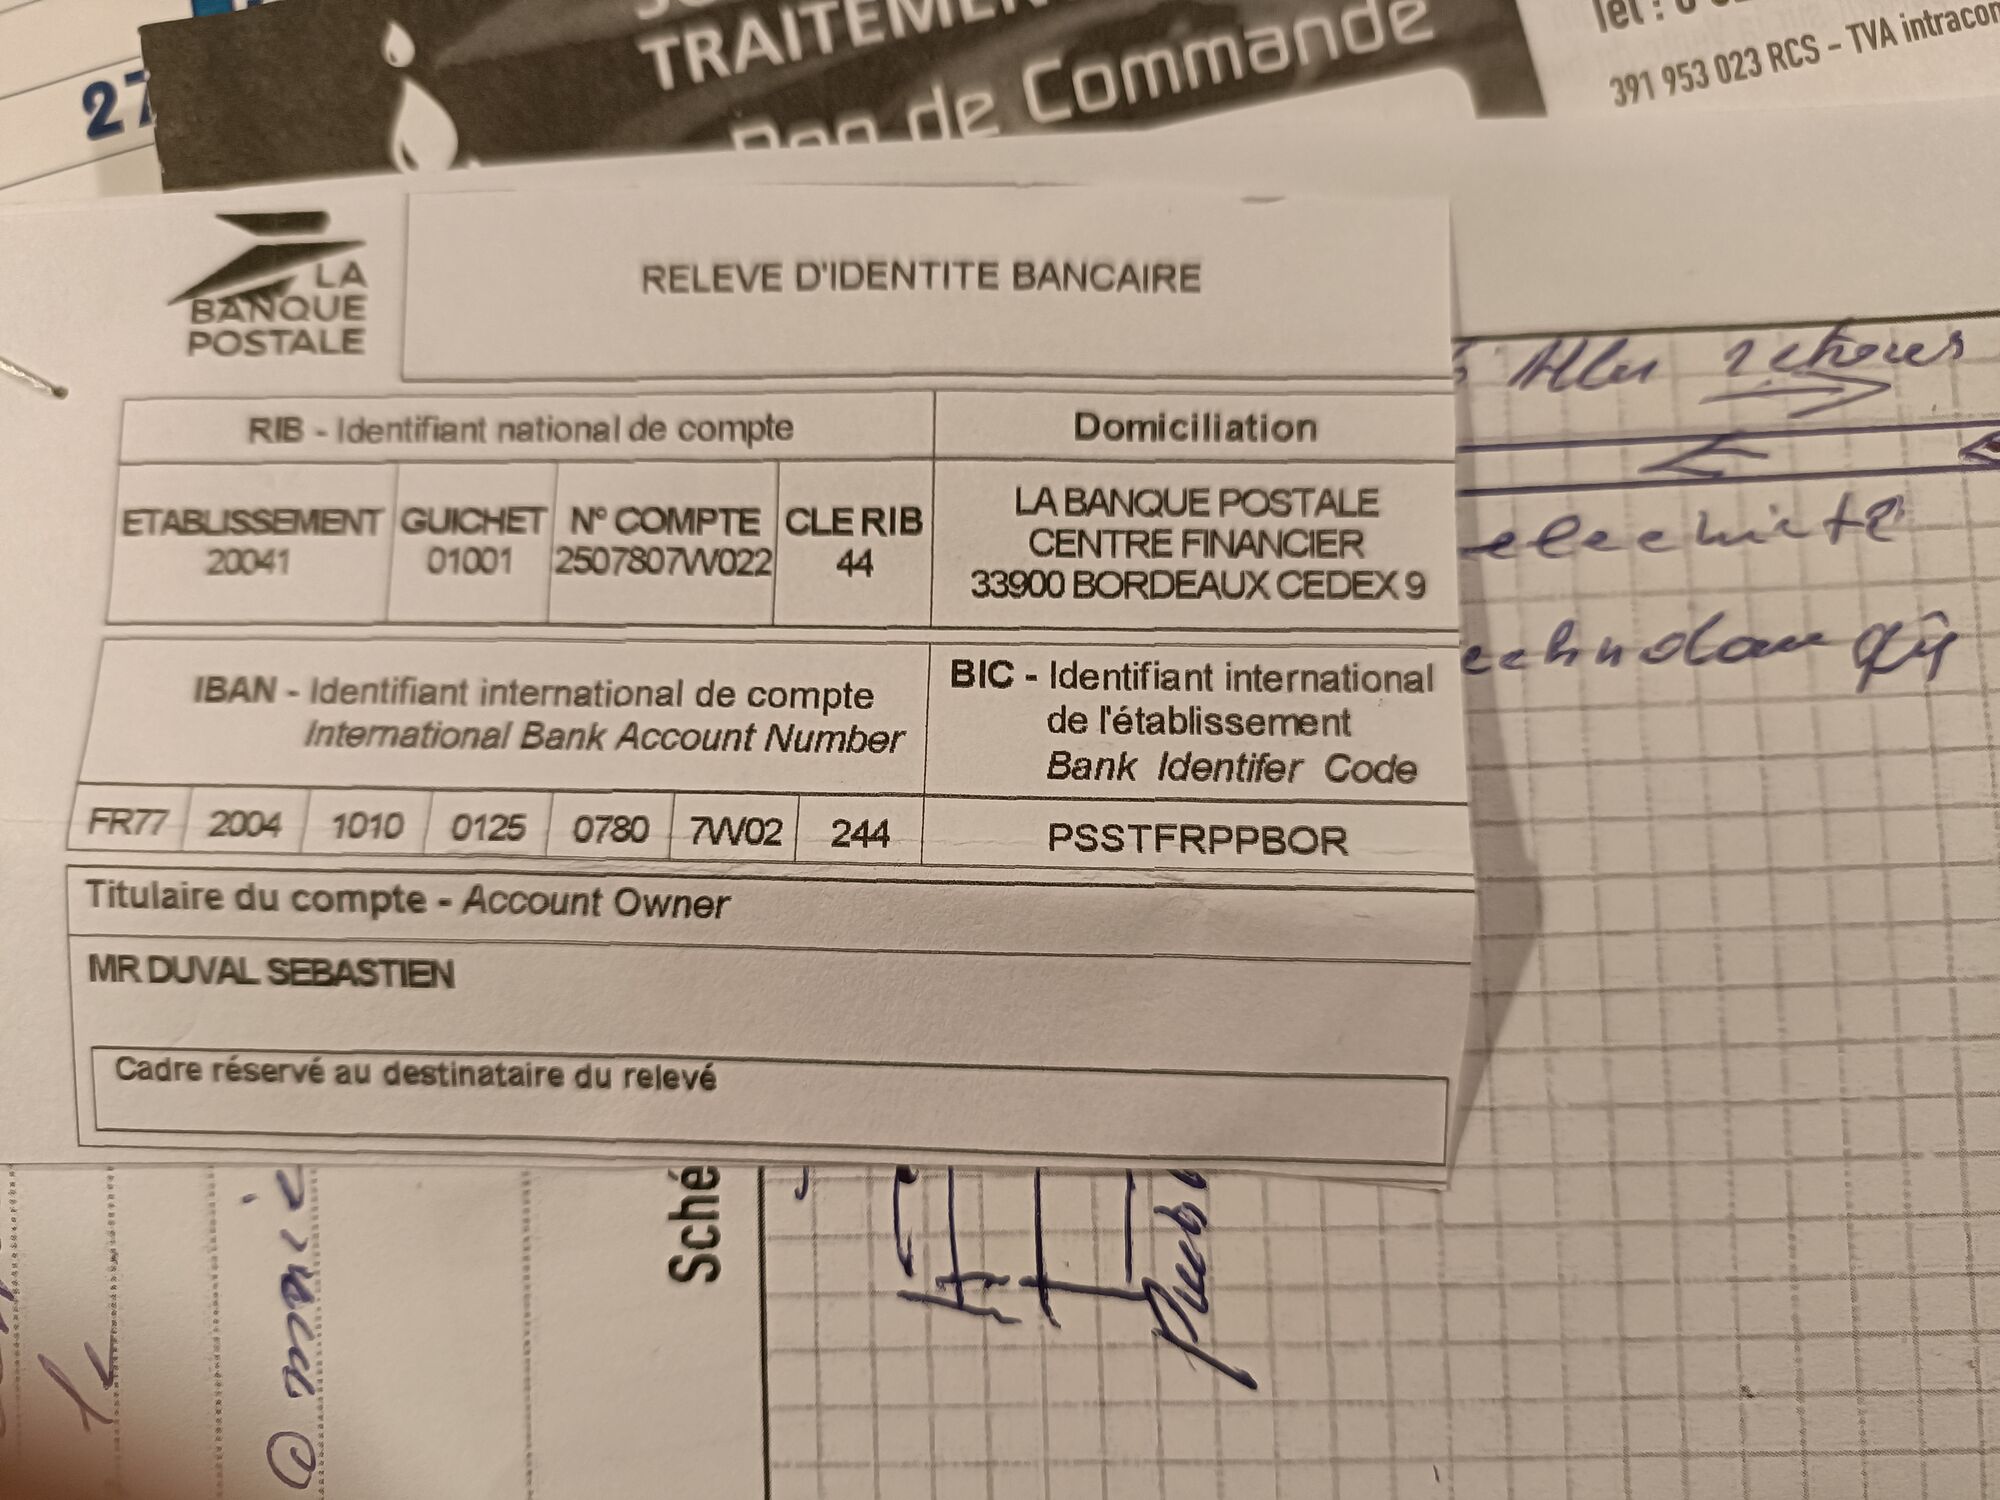 27
TRAITEMEN
Bon de Commande
Tel :
391 953 023 RCS – TVA intracom
LA
BANQUE
POSTALE
RELEVE D'IDENTITE BANCAIRE
RIB - Identifiant national de compte
Domiciliation
ETABLISSEMENT GUICHET N° COMPTE CLE RIB
20041 01001 2507807W022 44
LA BANQUE POSTALE
CENTRE FINANCIER
33900 BORDEAUX CEDEX 9
IBAN - Identifiant international de compte
International Bank Account Number
BIC - Identifiant international
de l'établissement
Bank Identifer Code
FR77 2004 1010 0125 0780 7W02 244
PSSTFRPPBOR
Titulaire du compte - Account Owner
MR DUVAL SEBASTIEN
Cadre réservé au destinataire du relevé
Sché